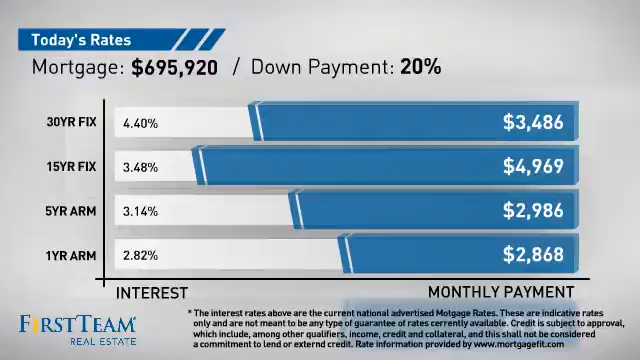 Today's Rates
Mortgage: $695,920 / Down Payment: 20%
30YR FIX 4.40% $3,486
15YR FIX 3.48% $4,969
5YR ARM 3.14% $2,986
1YR ARM 2.82% $2,868
INTEREST MONTHLY PAYMENT
FIRSTTEAM®
REAL ESTATE
* The interest rates above are the current national advertised Motgage Rates. These are indicative rates
only and are not meant to be any type of guarantee of rates cerrently available. Credit is subject to approval,
which include, among other qualifiers, income, credit and collateral, and this shall not be considered
a commitment to lend or externd credit. Rate information provided by www.mortgagefit.com